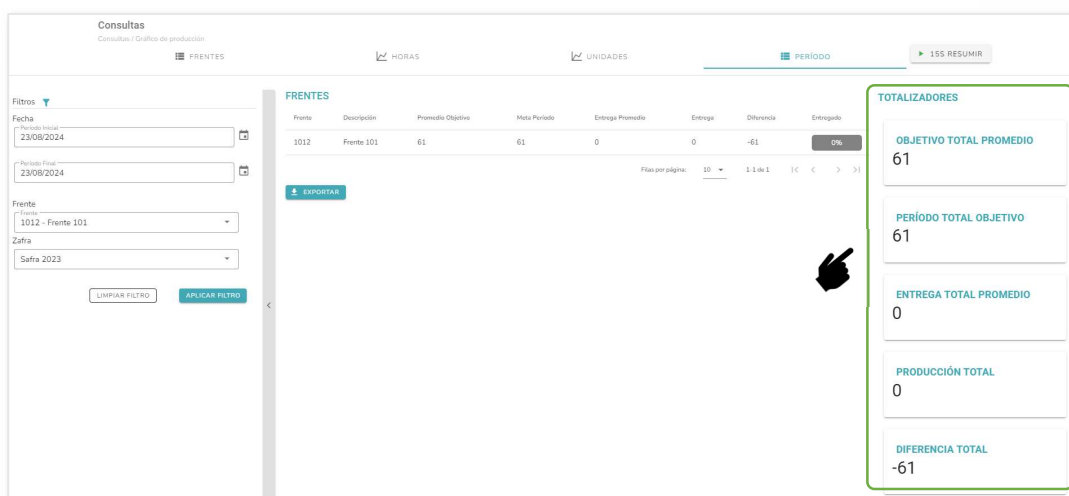 Consultas
Consultas / Gráfico de producción
FRENTES
HORAS
UNIDADES
PERÍODO
155 RESUMIR
Filtros
Fecha
Período Inicial
23/08/2024
Período Final
23/08/2024
Frente
Frente
1012 - Frente 101
Zafra
Safra 2023
LIMPIAR FILTRO
APLICAR FILTRO
FRENTES
Frente Descripción Promedio Objetivo Meta Período Entrega Promedio Entrega Diferencia Entregado
1012 Frente 101 61 61 0 0 -61 0%
Filas por página: 10 1-1 de 1
EXPORTAR
TOTALIZADORES
OBJETIVO TOTAL PROMEDIO
61
PERÍODO TOTAL OBJETIVO
61
ENTREGA TOTAL PROMEDIO
0
PRODUCCIÓN TOTAL
0
DIFERENCIA TOTAL
-61